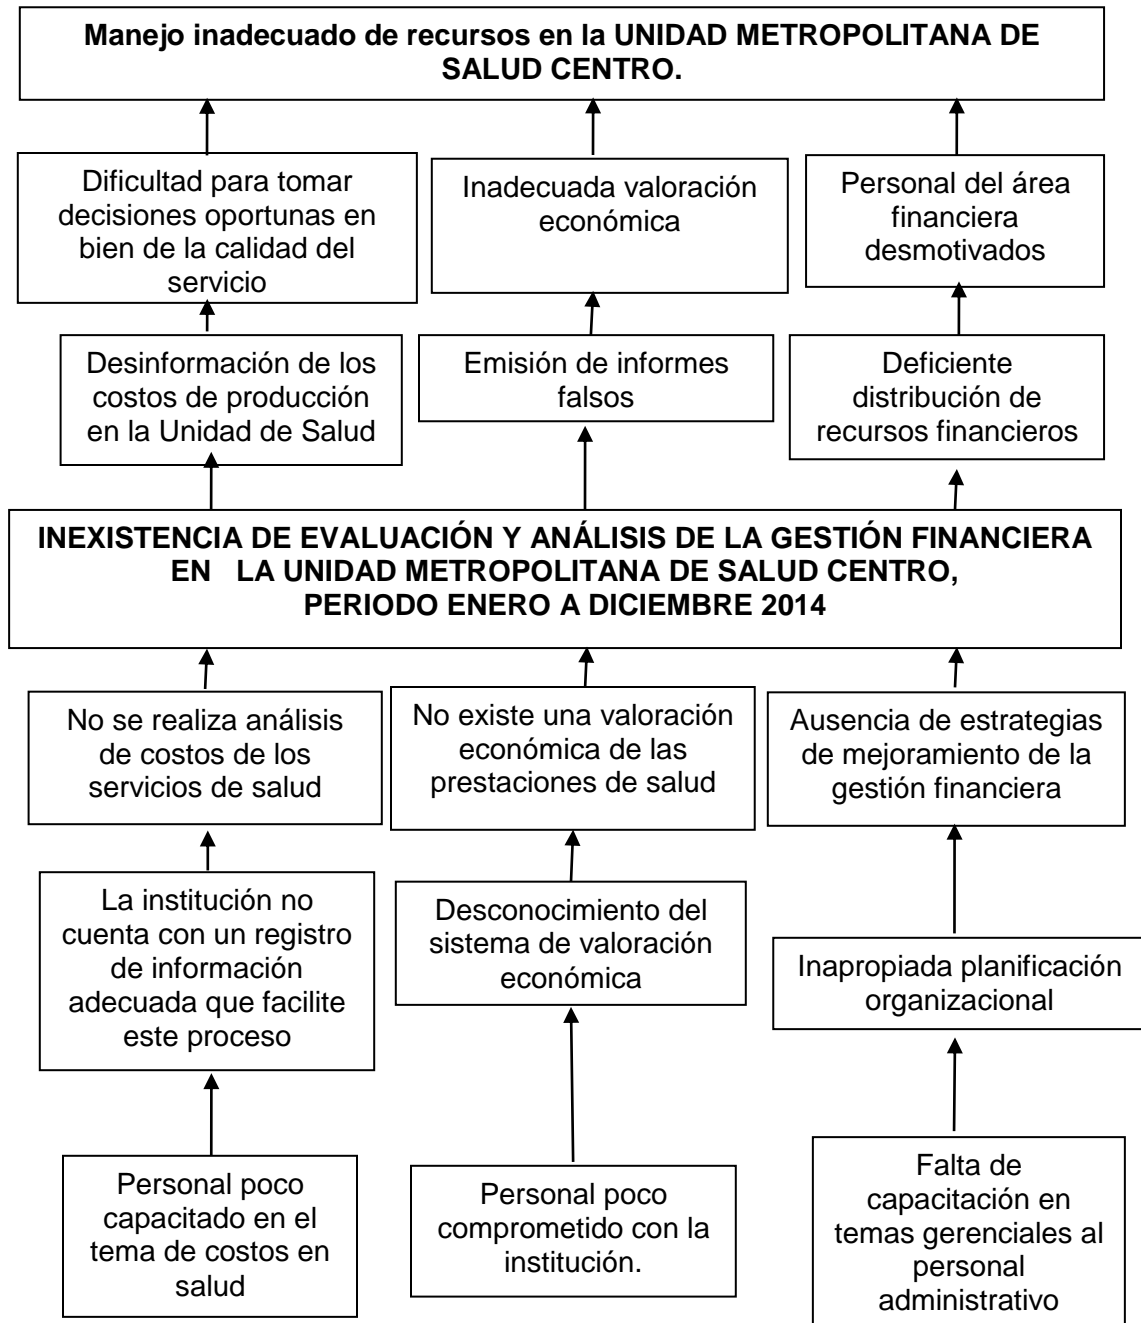 Manejo inadecuado de recursos en la UNIDAD METROPOLITANA DE
SALUD CENTRO.
Dificultad para tomar
decisiones oportunas en
bien de la calidad del
servicio
Inadecuada valoración
económica
Personal del área
financiera
desmotivados
Desinformación de los
costos de producción
en la Unidad de Salud
Emisión de informes
falsos
Deficiente
distribución de
recursos financieros
INEXISTENCIA DE EVALUACIÓN Y ANÁLISIS DE LA GESTIÓN FINANCIERA
EN LA UNIDAD METROPOLITANA DE SALUD CENTRO,
PERIODO ENERO A DICIEMBRE 2014
No se realiza análisis
de costos de los
servicios de salud
No existe una valoración
económica de las
prestaciones de salud
Ausencia de estrategias
de mejoramiento de la
gestión financiera
La institución no
cuenta con un registro
de información
adecuada que facilite
este proceso
Desconocimiento del
sistema de valoración
económica
Inapropiada planificación
organizacional
Personal poco
capacitado en el
tema de costos en
salud
Personal poco
comprometido con la
institución.
Falta de
capacitación en
temas gerenciales al
personal
administrativo